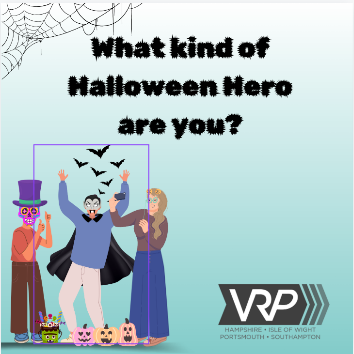 What kind of
Halloween Hero
are you?
VRP
HAMPSHIRE • ISLE OF WIGHT
PORTSMOUTH • SOUTHAMPTON